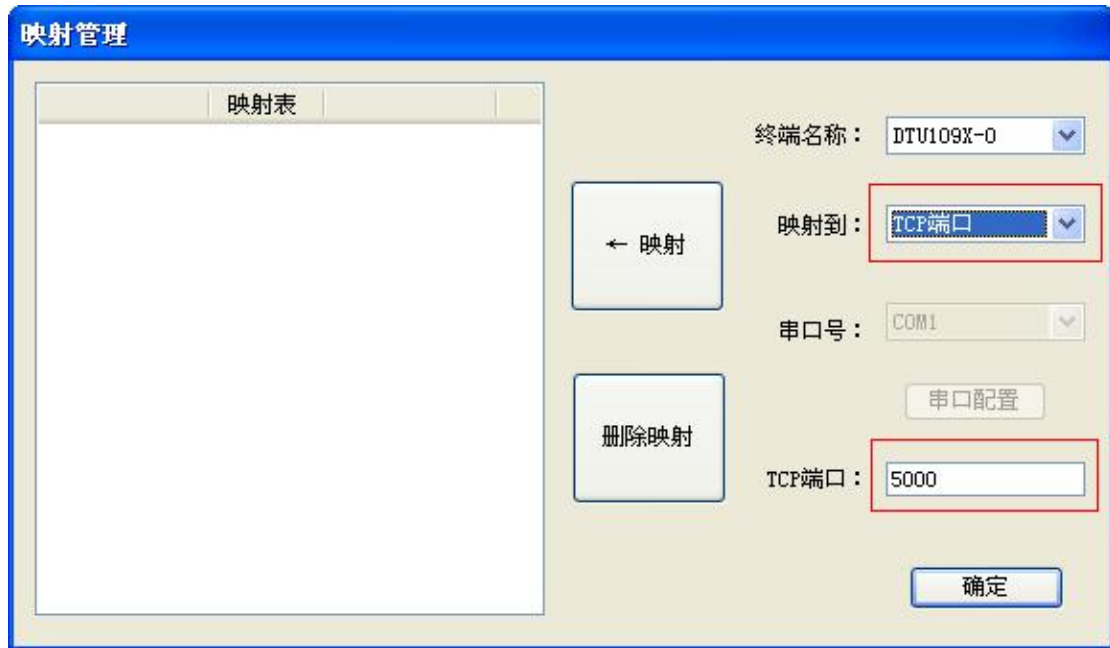 映射管理
映射表
终端名称： DTU109X-0
← 映射
映射到： TCP端口
串口号： COM1
串口配置
删除映射
TCP端口： 5000
确定